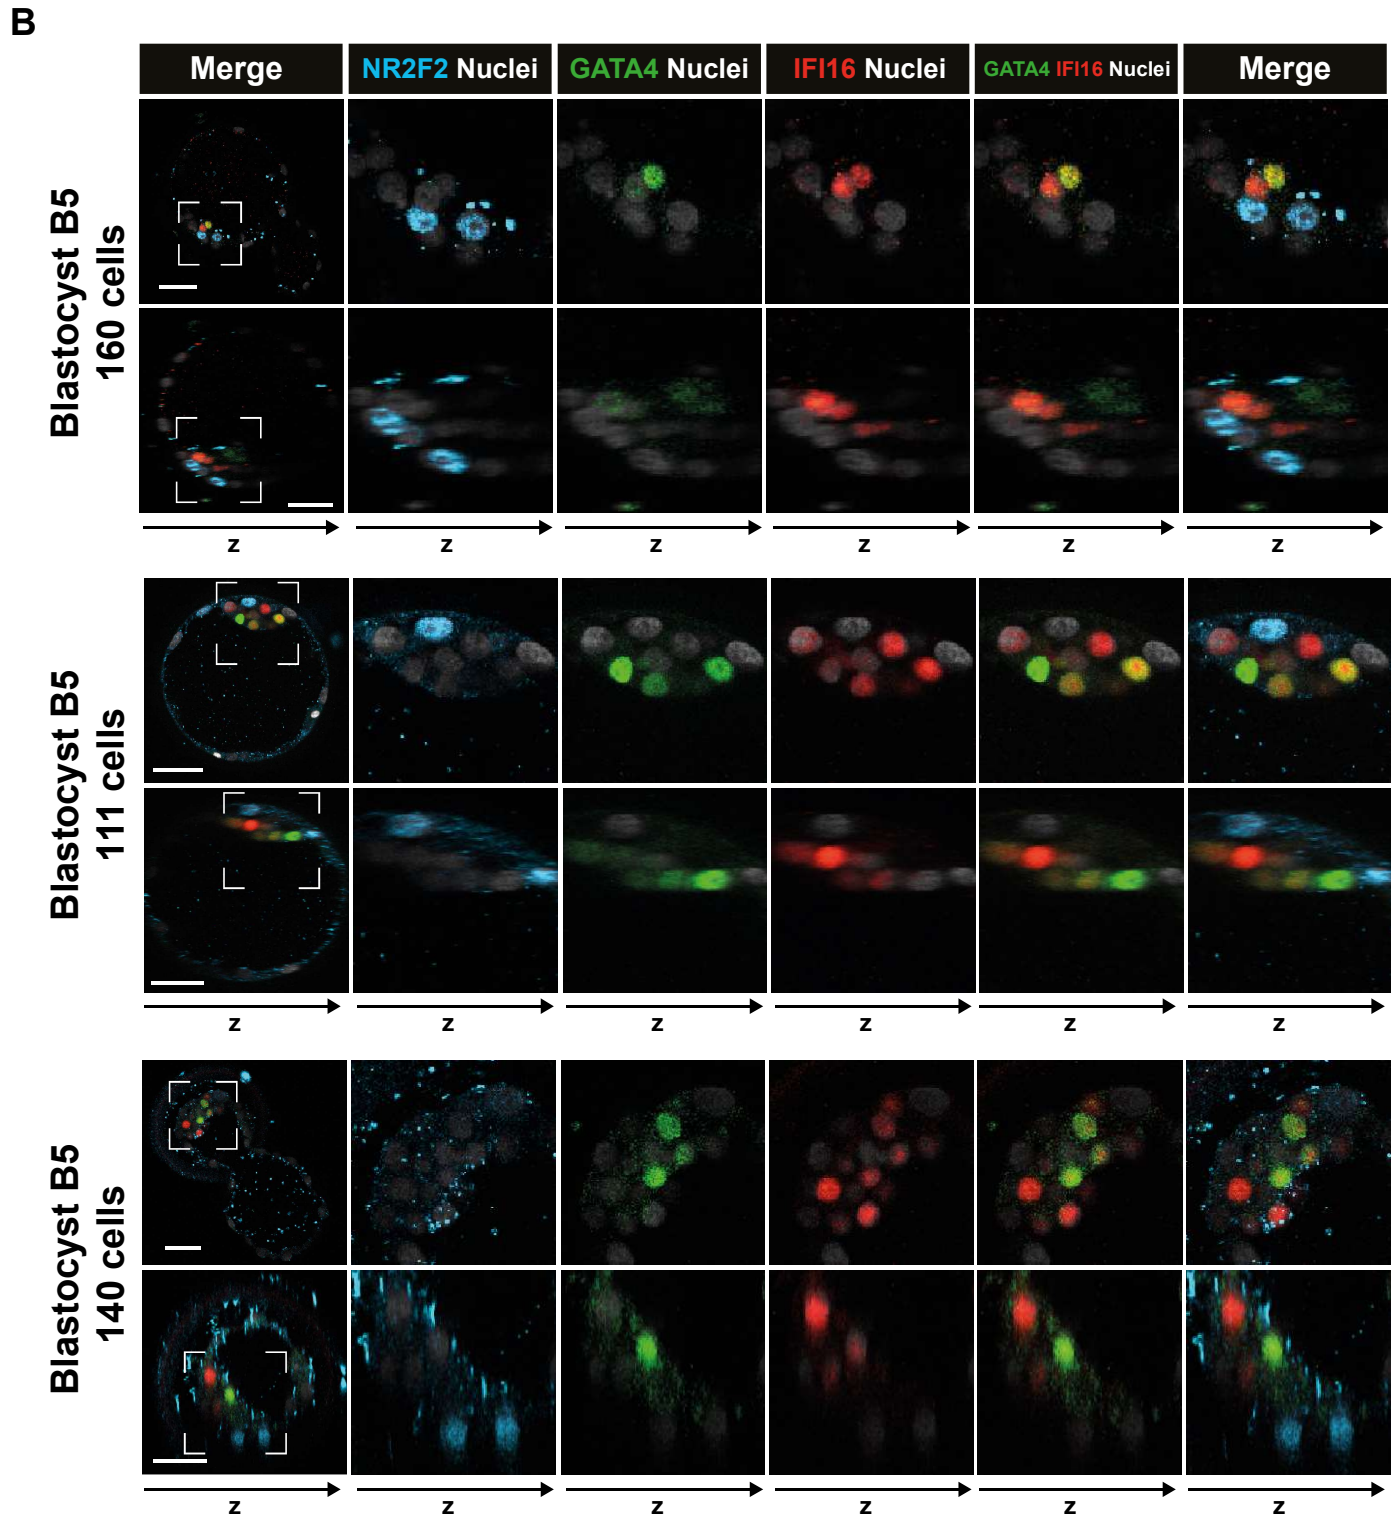 B
Merge
NR2F2 Nuclei
GATA4 Nuclei
IFI16 Nuclei
GATA4 IFI16 Nuclei
Merge
Blastocyst B5
160 cells
z
z
z
z
z
z
Blastocyst B5
111 cells
z
z
z
z
z
z
Blastocyst B5
140 cells
z
z
z
z
z
z